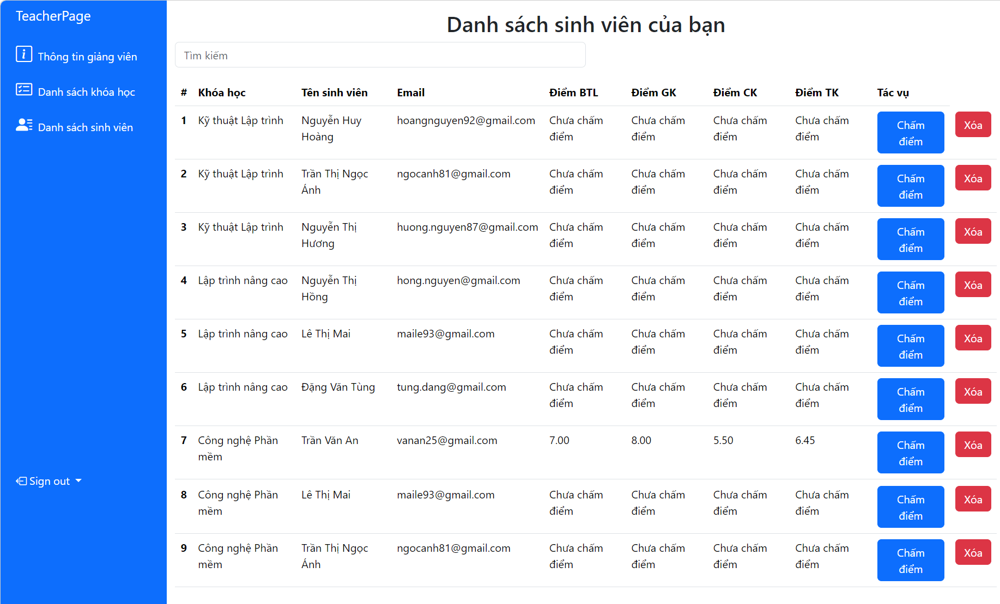 TeacherPage
Thông tin giảng viên
Danh sách khóa học
Danh sách sinh viên
Sign out
Danh sách sinh viên của bạn
Tìm kiếm
# Khóa học Tên sinh viên Email Điểm BTL Điểm GK Điểm CK Điểm TK Tác vụ
1 Kỹ thuật Lập trình Nguyễn Huy hoangnguyen92@gmail.com Chưa chấm Chưa chấm Chưa chấm Chưa chấm Chấm Xóa
Hoàng điểm điểm điểm điểm điểm
2 Kỹ thuật Lập trình Trần Thị Ngọc ngocanh81@gmail.com Chưa chấm Chưa chấm Chưa chấm Chưa chấm Chấm Xóa
Ánh điểm điểm điểm điểm điểm
3 Kỹ thuật Lập trình Nguyễn Thị huong.nguyen87@gmail.com Chưa chấm Chưa chấm Chưa chấm Chưa chấm Chấm Xóa
Hương điểm điểm điểm điểm điểm
4 Lập trình nâng cao Nguyễn Thị hong.nguyen@gmail.com Chưa chấm Chưa chấm Chưa chấm Chưa chấm Chấm Xóa
Hồng điểm điểm điểm điểm điểm
5 Lập trình nâng cao Lê Thị Mai maile93@gmail.com Chưa chấm Chưa chấm Chưa chấm Chưa chấm Chấm Xóa
điểm điểm điểm điểm điểm
6 Lập trình nâng cao Đặng Văn Tùng tung.dang@gmail.com Chưa chấm Chưa chấm Chưa chấm Chưa chấm Chấm Xóa
điểm điểm điểm điểm điểm
7 Công nghệ Phần Trần Văn An vanan25@gmail.com 7.00 8.00 5.50 6.45 Chấm Xóa
mềm điểm
8 Công nghệ Phần Lê Thị Mai maile93@gmail.com Chưa chấm Chưa chấm Chưa chấm Chưa chấm Chấm Xóa
mềm điểm điểm điểm điểm điểm
9 Công nghệ Phần Trần Thị Ngọc ngocanh81@gmail.com Chưa chấm Chưa chấm Chưa chấm Chưa chấm Chấm Xóa
mềm Ánh điểm điểm điểm điểm điểm